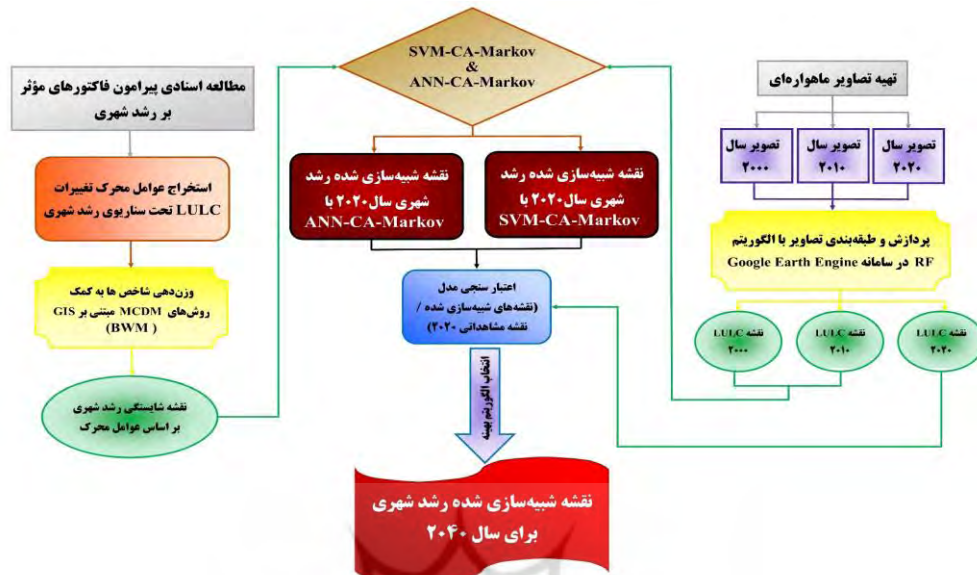 SVM-CA-Markov
&
ANN-CA-Markov
مطالعه اسنادی پیرامون فاکتورهای مؤثر
بر رشد شهری
استخراج عوامل محرک تغییرات
LULC تحت سناریوی رشد شهری
وزن‌دهی شاخص ها به کمک
روش‌های MCDM مبتنی بر GIS
(BWM )
نقشه شایستگی رشد شهری
بر اساس عوامل محرک
تهیه تصاویر ماهواره‌ای
تصویر سال
۲۰۲۰
تصویر سال
۲۰۱۰
تصویر سال
۲۰۰۰
پردازش و طبقه‌بندی تصاویر با الگوریتم
RF در سامانه Google Earth Engine
نقشه LULC
۲۰۲۰
نقشه LULC
۲۰۱۰
نقشه LULC
۲۰۰۰
نقشه شبیه‌سازی شده رشد
شهری سال۲۰۲۰ با
SVM-CA-Markov
نقشه شبیه‌سازی شده رشد
شهری سال۲۰۲۰ با
ANN-CA-Markov
اعتبار سنجی مدل
(نقشه‌های شبیه‌سازی شده /
نقشه مشاهداتی ۲۰۲۰)
انتخاب الگوریتم بهینه
نقشه شبیه‌سازی شده رشد شهری
برای سال ۲۰۴۰